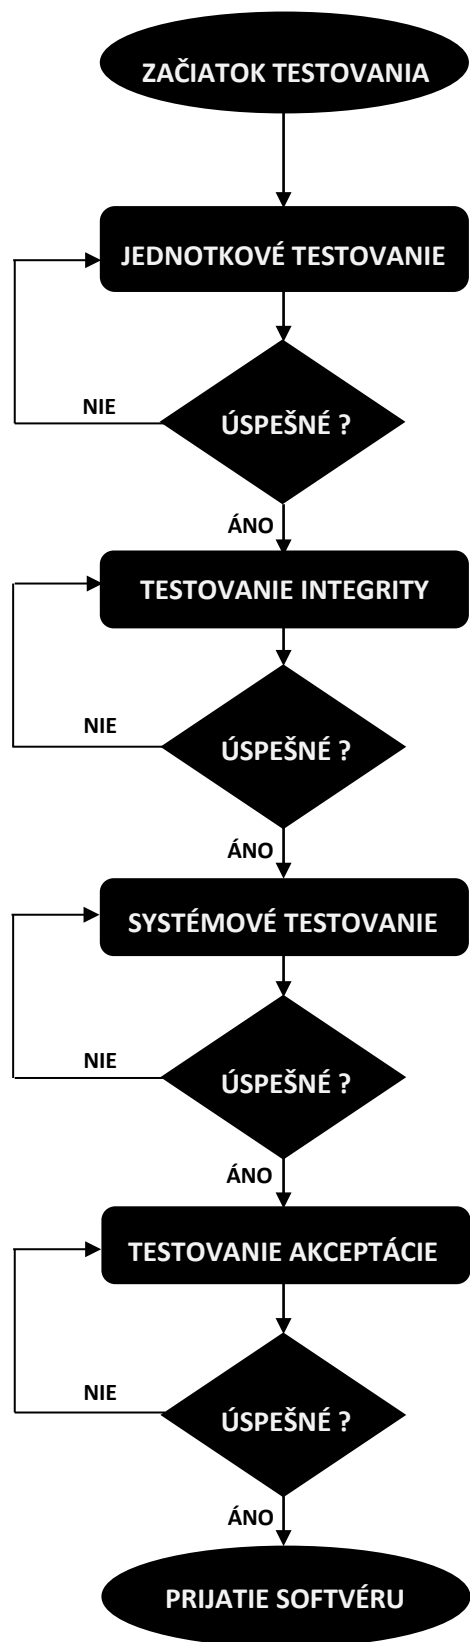 ZAČIATOK TESTOVANIA
JEDNOTKOVÉ TESTOVANIE
NIE
ÚSPEŠNÉ ?
ÁNO
TESTOVANIE INTEGRITY
NIE
ÚSPEŠNÉ ?
ÁNO
SYSTÉMOVÉ TESTOVANIE
NIE
ÚSPEŠNÉ ?
ÁNO
TESTOVANIE AKCEPTÁCIE
NIE
ÚSPEŠNÉ ?
ÁNO
PRIJATIE SOFTVÉRU